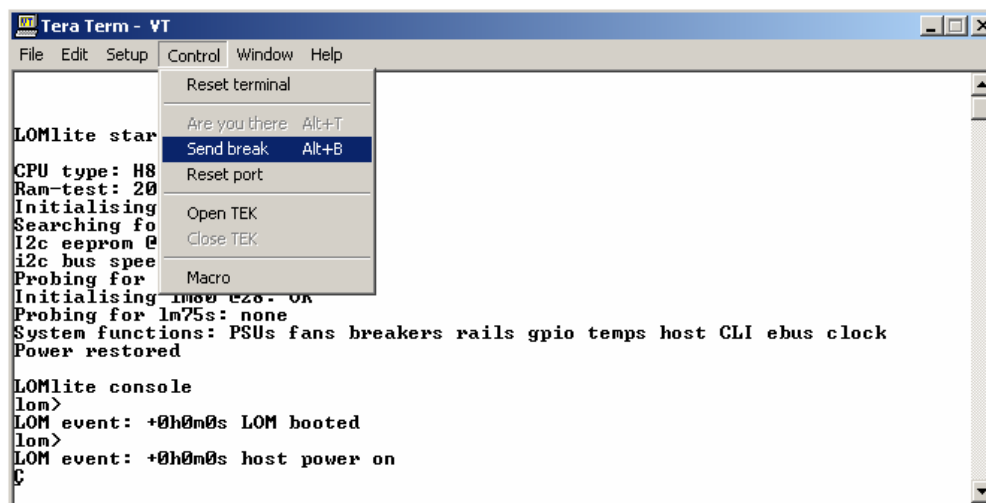 Tera Term - VT
File Edit Setup Control Window Help
Reset terminal
Are you there Alt+T
Send break Alt+B
Reset port
Open TEK
Close TEK
Macro
LOMlite star
CPU type: H8
Ram-test: 20
Initialising
Searching fo
I2c eeprom @
i2c bus spee
Probing for
Initialising lm80 @28: OK
Probing for lm75s: none
System functions: PSUs fans breakers rails gpio temps host CLI ebus clock
Power restored
LOMlite console
lom>
LOM event: +0h0m0s LOM booted
lom>
LOM event: +0h0m0s host power on
Ç